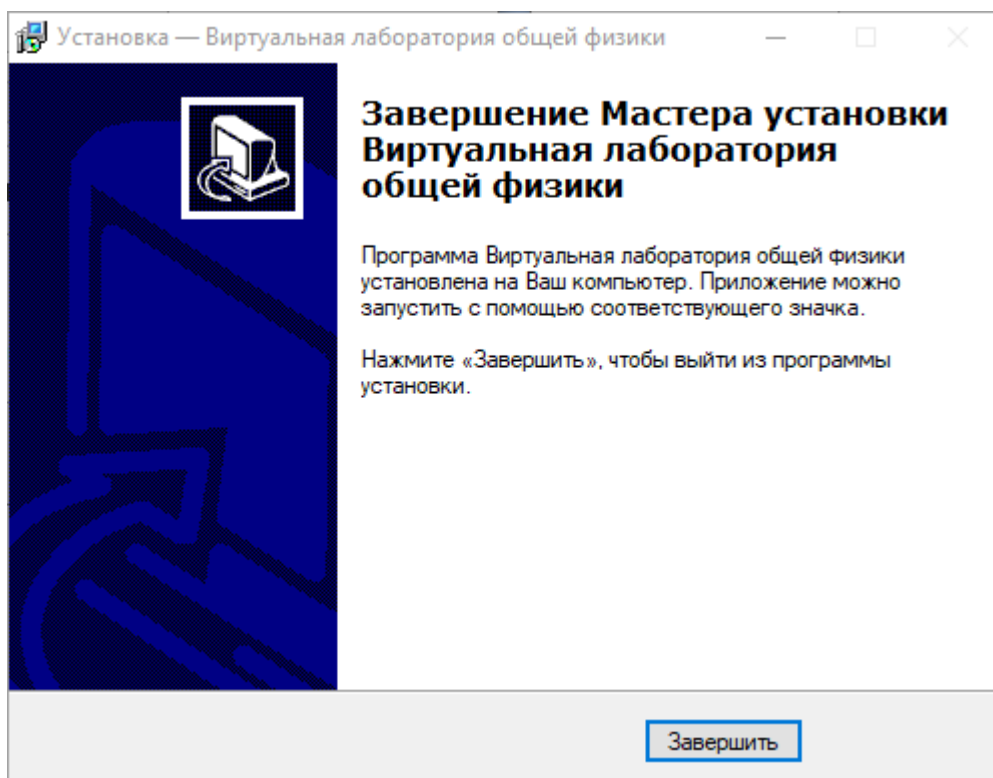 Установка — Виртуальная лаборатория общей физики
Завершение Мастера установки
Виртуальная лаборатория
общей физики
Программа Виртуальная лаборатория общей физики
установлена на Ваш компьютер. Приложение можно
запустить с помощью соответствующего значка.
Нажмите «Завершить», чтобы выйти из программы
установки.
Завершить